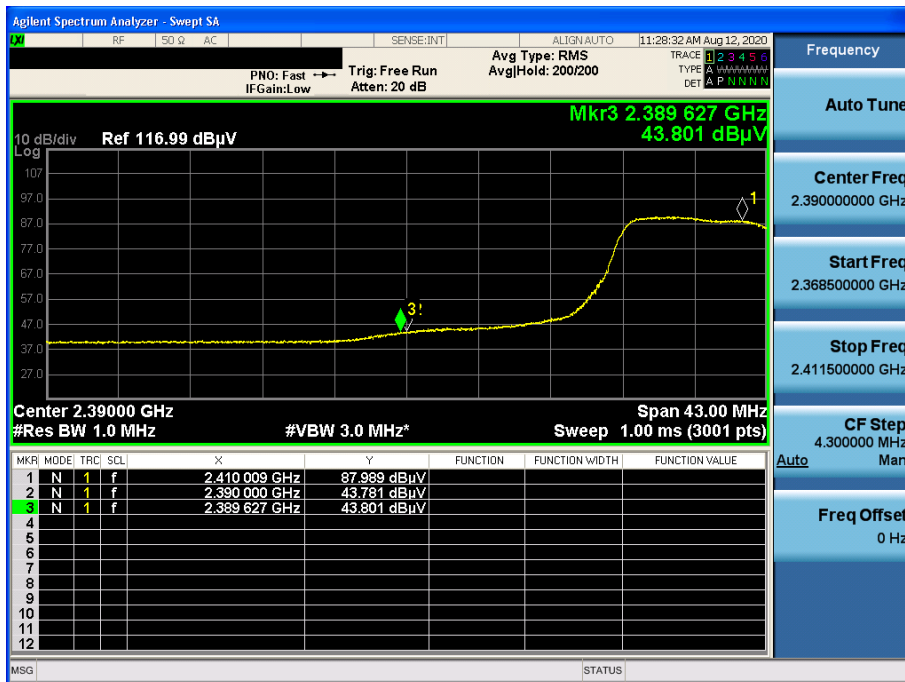 Agilent Spectrum Analyzer - Swept SA
LXI RF 50 Ω AC SENSE:INT ALIGN AUTO 11:28:32 AM Aug 12, 2020
Frequency
PNO: Fast Trig: Free Run Avg Type: RMS TRACE 1 2 3 4 5 6
IFGain:Low Atten: 20 dB Avg|Hold: 200/200 TYPE A WWWWW
DET A P N N N N
Auto Tune
Mkr3 2.389 627 GHz
43.801 dBµV
10 dB/div Ref 116.99 dBµV
Log
107
97.0
87.0
77.0
67.0
57.0
47.0
37.0
27.0
1
3
Center Freq
2.390000000 GHz
Start Freq
2.368500000 GHz
Stop Freq
2.411500000 GHz
Center 2.39000 GHz Span 43.00 MHz
#Res BW 1.0 MHz #VBW 3.0 MHz* Sweep 1.00 ms (3001 pts)
CF Step
4.300000 MHz
Auto Man
Freq Offset
0 Hz
MKR MODE TRC SCL X Y FUNCTION FUNCTION WIDTH FUNCTION VALUE
1 N 1 f 2.410 009 GHz 87.989 dBµV
2 N 1 f 2.390 000 GHz 43.781 dBµV
3 N 1 f 2.389 627 GHz 43.801 dBµV
4
5
6
7
8
9
10
11
12
MSG STATUS